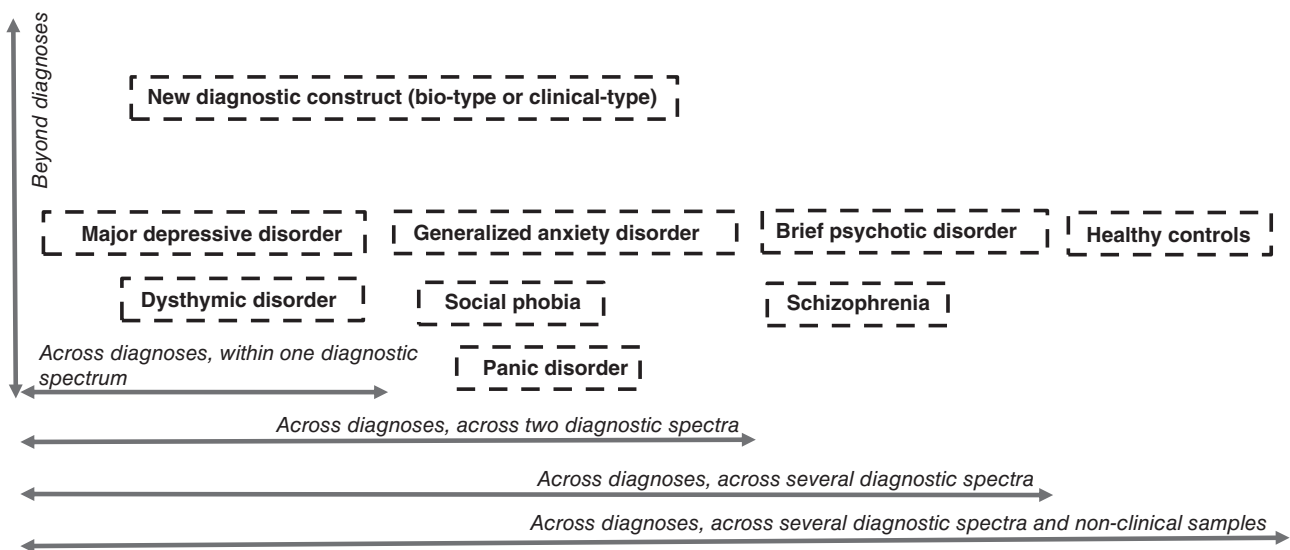 Beyond diagnoses
New diagnostic construct (bio-type or clinical-type)
Major depressive disorder
Generalized anxiety disorder
Brief psychotic disorder
Healthy controls
Dysthymic disorder
Social phobia
Schizophrenia
Across diagnoses, within one diagnostic
spectrum
Panic disorder
Across diagnoses, across two diagnostic spectra
Across diagnoses, across several diagnostic spectra
Across diagnoses, across several diagnostic spectra and non-clinical samples